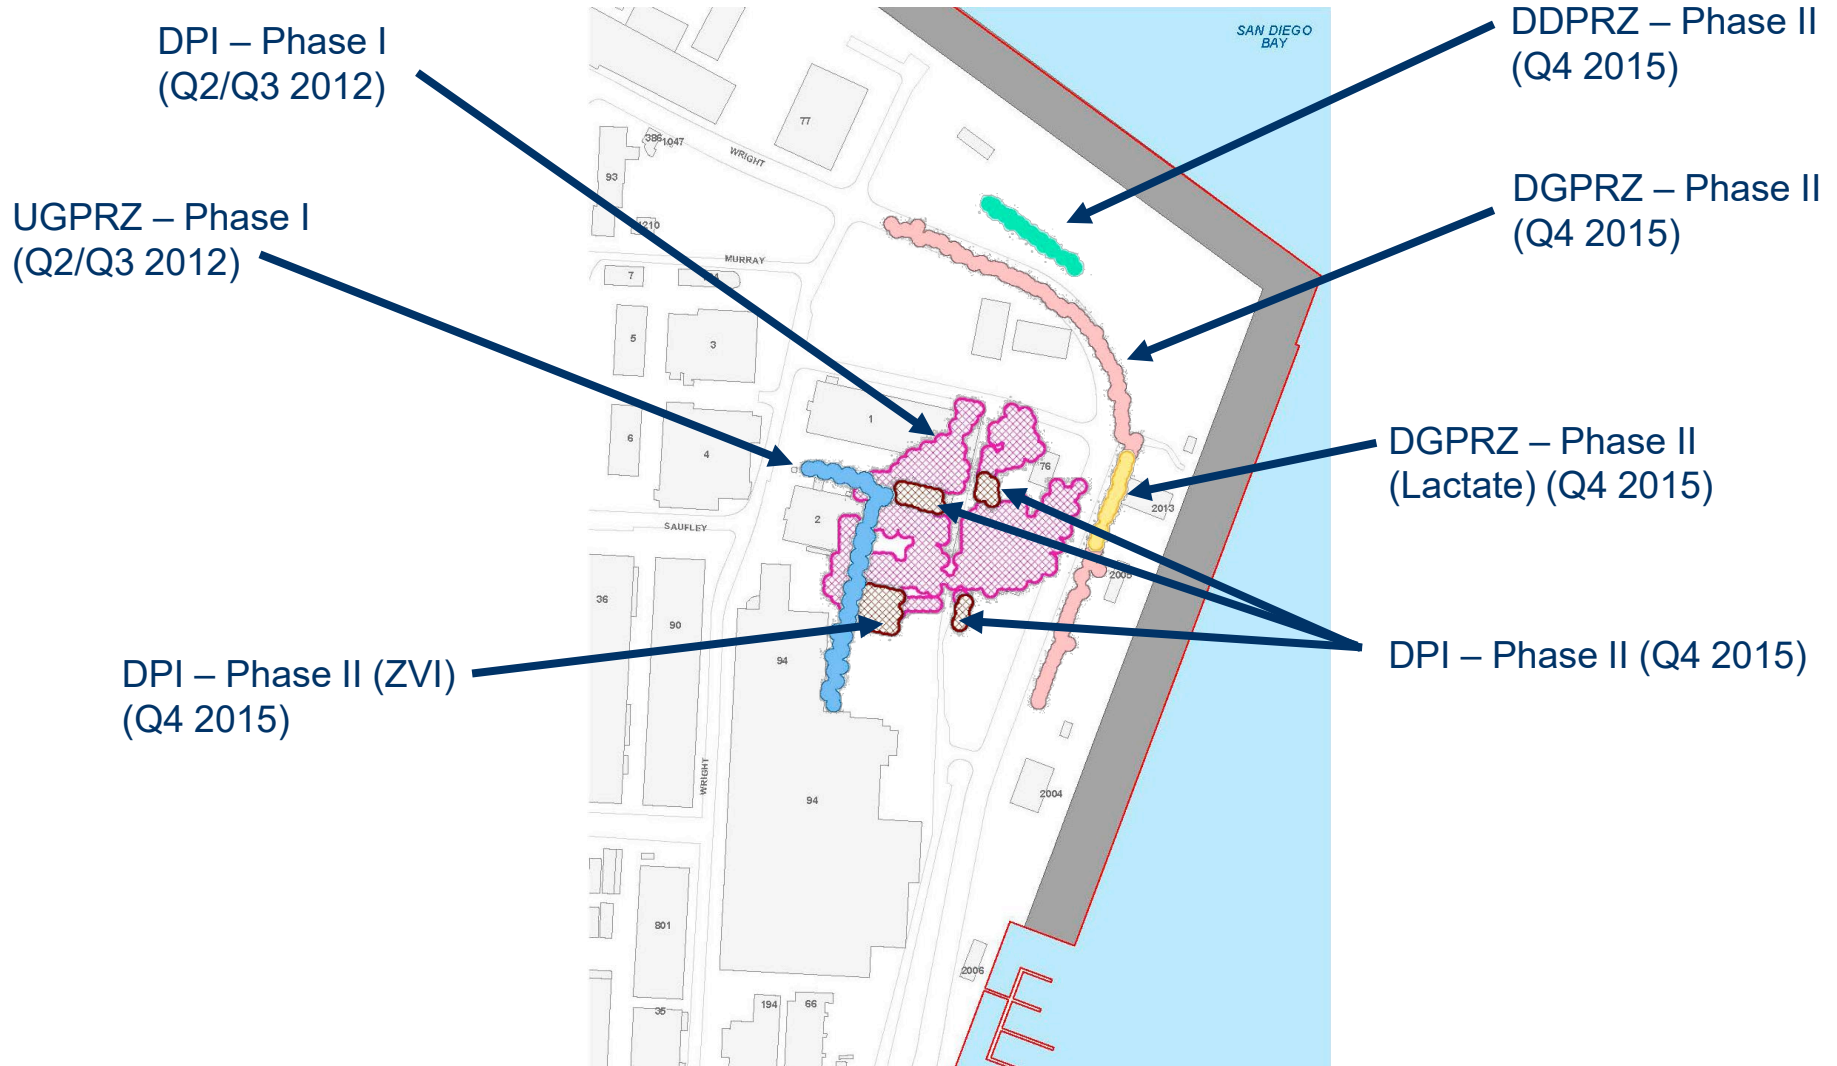 DPI – Phase I
(Q2/Q3 2012)
UGPRZ – Phase I
(Q2/Q3 2012)
DPI – Phase II (ZVI)
(Q4 2015)
SAN DIEGO
BAY
DDPRZ – Phase II
(Q4 2015)
DGPRZ – Phase II
(Q4 2015)
DGPRZ – Phase II
(Lactate) (Q4 2015)
DPI – Phase II (Q4 2015)
77
1047
WRIGHT
93
1210
MURRAY
7
5
3
1
6
4
76
2
2013
SAUFLEY
2005
36
90
94
WRIGHT
94
2004
801
2006
35
194
66